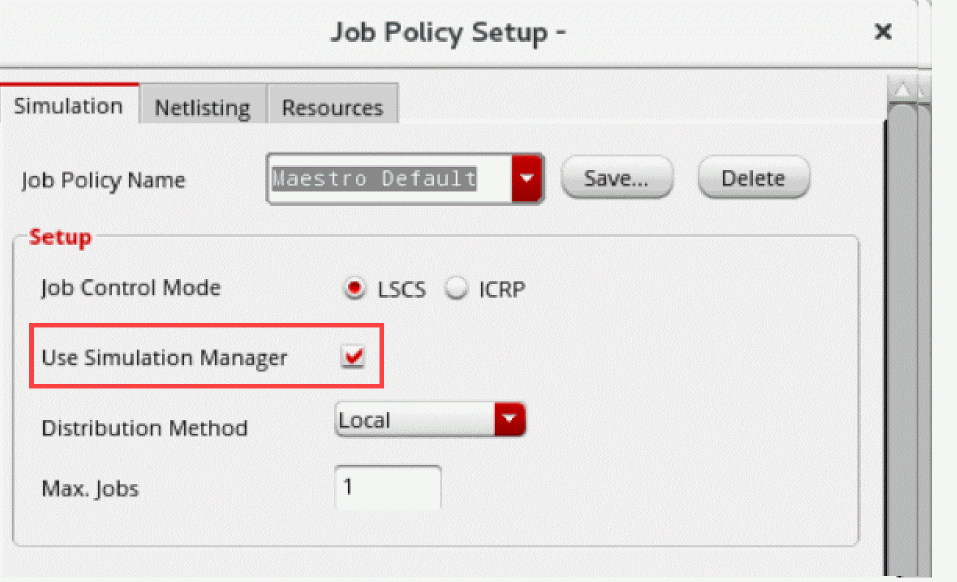 Job Policy Setup -
Simulation Netlisting Resources
Job Policy Name Maestro Default Save... Delete
Setup
Job Control Mode LSCS ICRP
Use Simulation Manager
Distribution Method Local
Max. Jobs 1